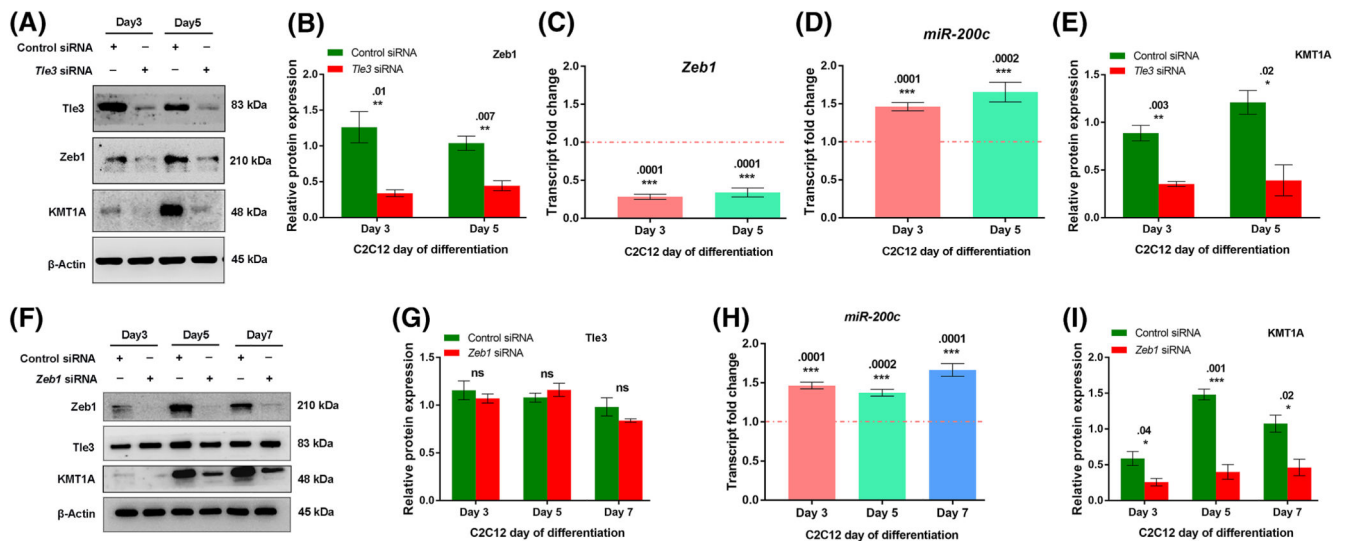 (A)
Day3 Day5
Control siRNA + – + –
Tle3 siRNA – + – +
Tle3 83 kDa
Zeb1 210 kDa
KMT1A 48 kDa
β-Actin 45 kDa
(B)
Control siRNA
Tle3 siRNA
Zeb1
Relative protein expression
2.0
1.5
1.0
0.5
0.0
.01
**
.007
**
Day 3 Day 5
C2C12 day of differentiation
(C)
Zeb1
Transcript fold change
2.0
1.5
1.0
0.5
0.0
.0001
***
.0001
***
Day 3 Day 5
C2C12 day of differentiation
(D)
miR-200c
Transcript fold change
2.0
1.5
1.0
0.5
0.0
.0001
***
.0002
***
Day 3 Day 5
C2C12 day of differentiation
(E)
Control siRNA
Tle3 siRNA
KMT1A
Relative protein expression
1.5
1.0
0.5
0.0
.003
**
.02
*
Day 3 Day 5
C2C12 day of differentiation
(F)
Day3 Day5 Day7
Control siRNA + – + – + –
Zeb1 siRNA – + – + – +
Zeb1 210 kDa
Tle3 83 kDa
KMT1A 48 kDa
β-Actin 45 kDa
(G)
Control siRNA
Zeb1 siRNA
Tle3
Relative protein expression
1.5
1.0
0.5
0.0
ns ns ns
Day 3 Day 5 Day 7
C2C12 day of differentiation
(H)
miR-200c
Transcript fold change
2.0
1.5
1.0
0.5
0.0
.0001
***
.0002
***
.0001
***
Day 3 Day 5 Day 7
C2C12 day of differentiation
(I)
Control siRNA
Zeb1 siRNA
KMT1A
Relative protein expression
2.0
1.5
1.0
0.5
0.0
.04
*
.001
***
.02
*
Day 3 Day 5 Day 7
C2C12 day of differentiation